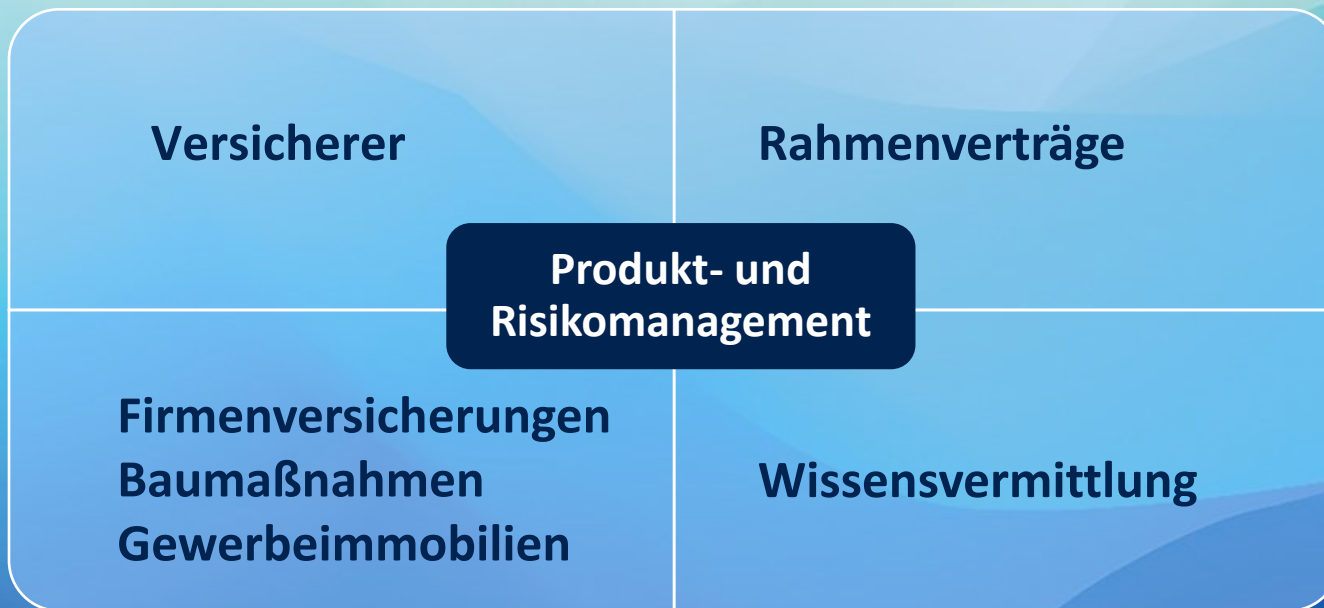 Versicherer
Rahmenverträge
Produkt- und
Risikomanagement
Firmenversicherungen
Baumaßnahmen
Gewerbeimmobilien
Wissensvermittlung